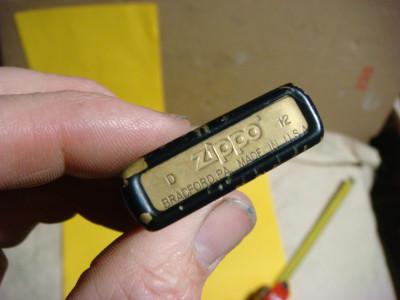 D zippo 12
BRADFORD,PA. MADE IN U.S.A.